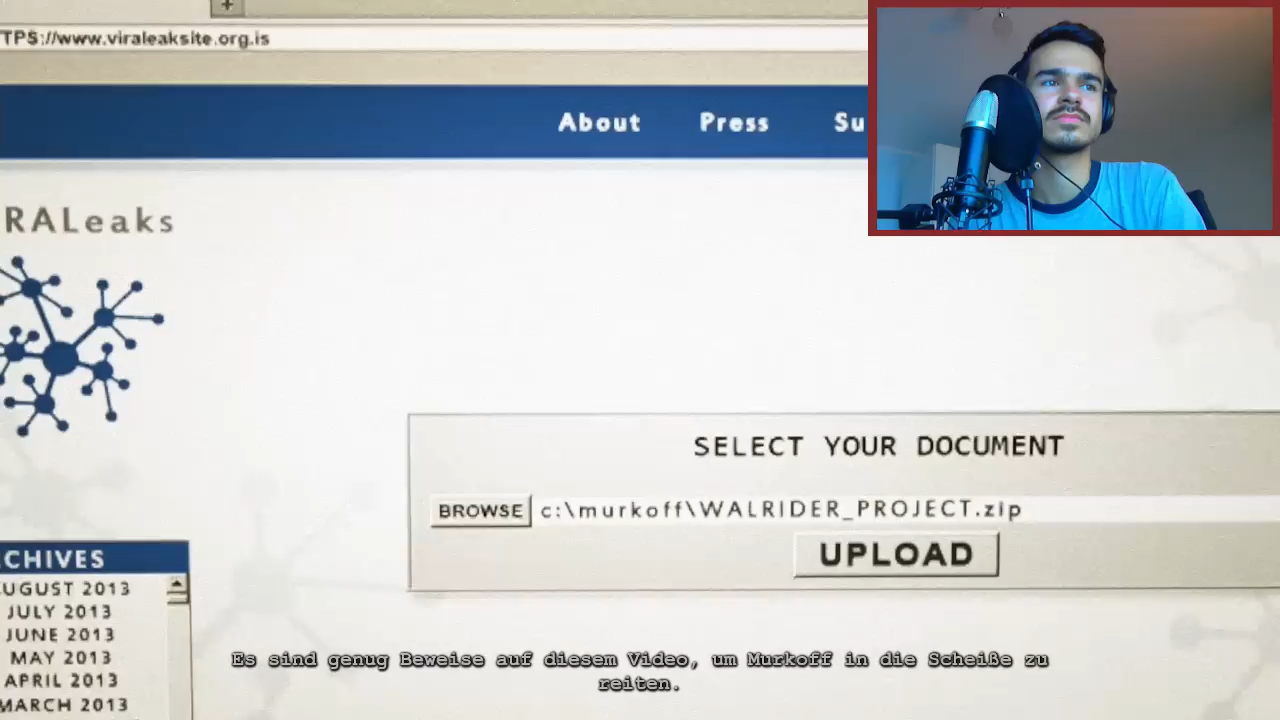 +
TPS://www.viraleaksite.org.is
About Press Su
RALeaks
SELECT YOUR DOCUMENT
BROWSE c:\murkoff\WALRIDER_PROJECT.zip
UPLOAD
CHIVES
UGUST 2013
JULY 2013
JUNE 2013
MAY 2013
APRIL 2013
MARCH 2013
Es sind genug Beweise auf diesem Video, um Murkoff in die Scheiße zu
reiten.